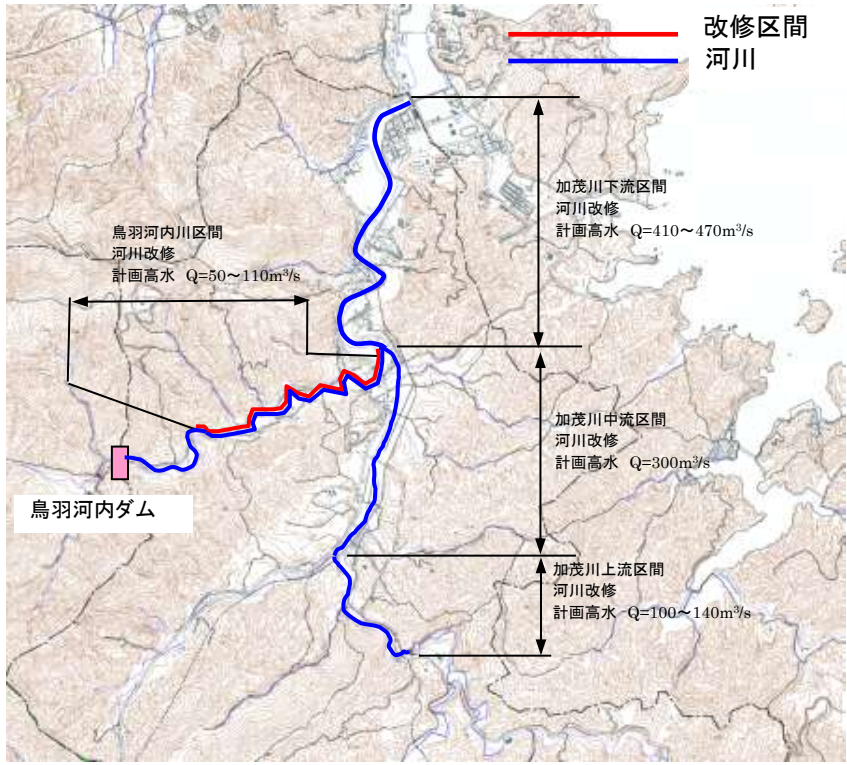 改修区間
河川
加茂川下流区間
河川改修
計画高水 Q=410～470m³/s
鳥羽河内川区間
河川改修
計画高水 Q=50～110m³/s
加茂川中流区間
河川改修
計画高水 Q=300m³/s
鳥羽河内ダム
加茂川上流区間
河川改修
計画高水 Q=100～140m³/s